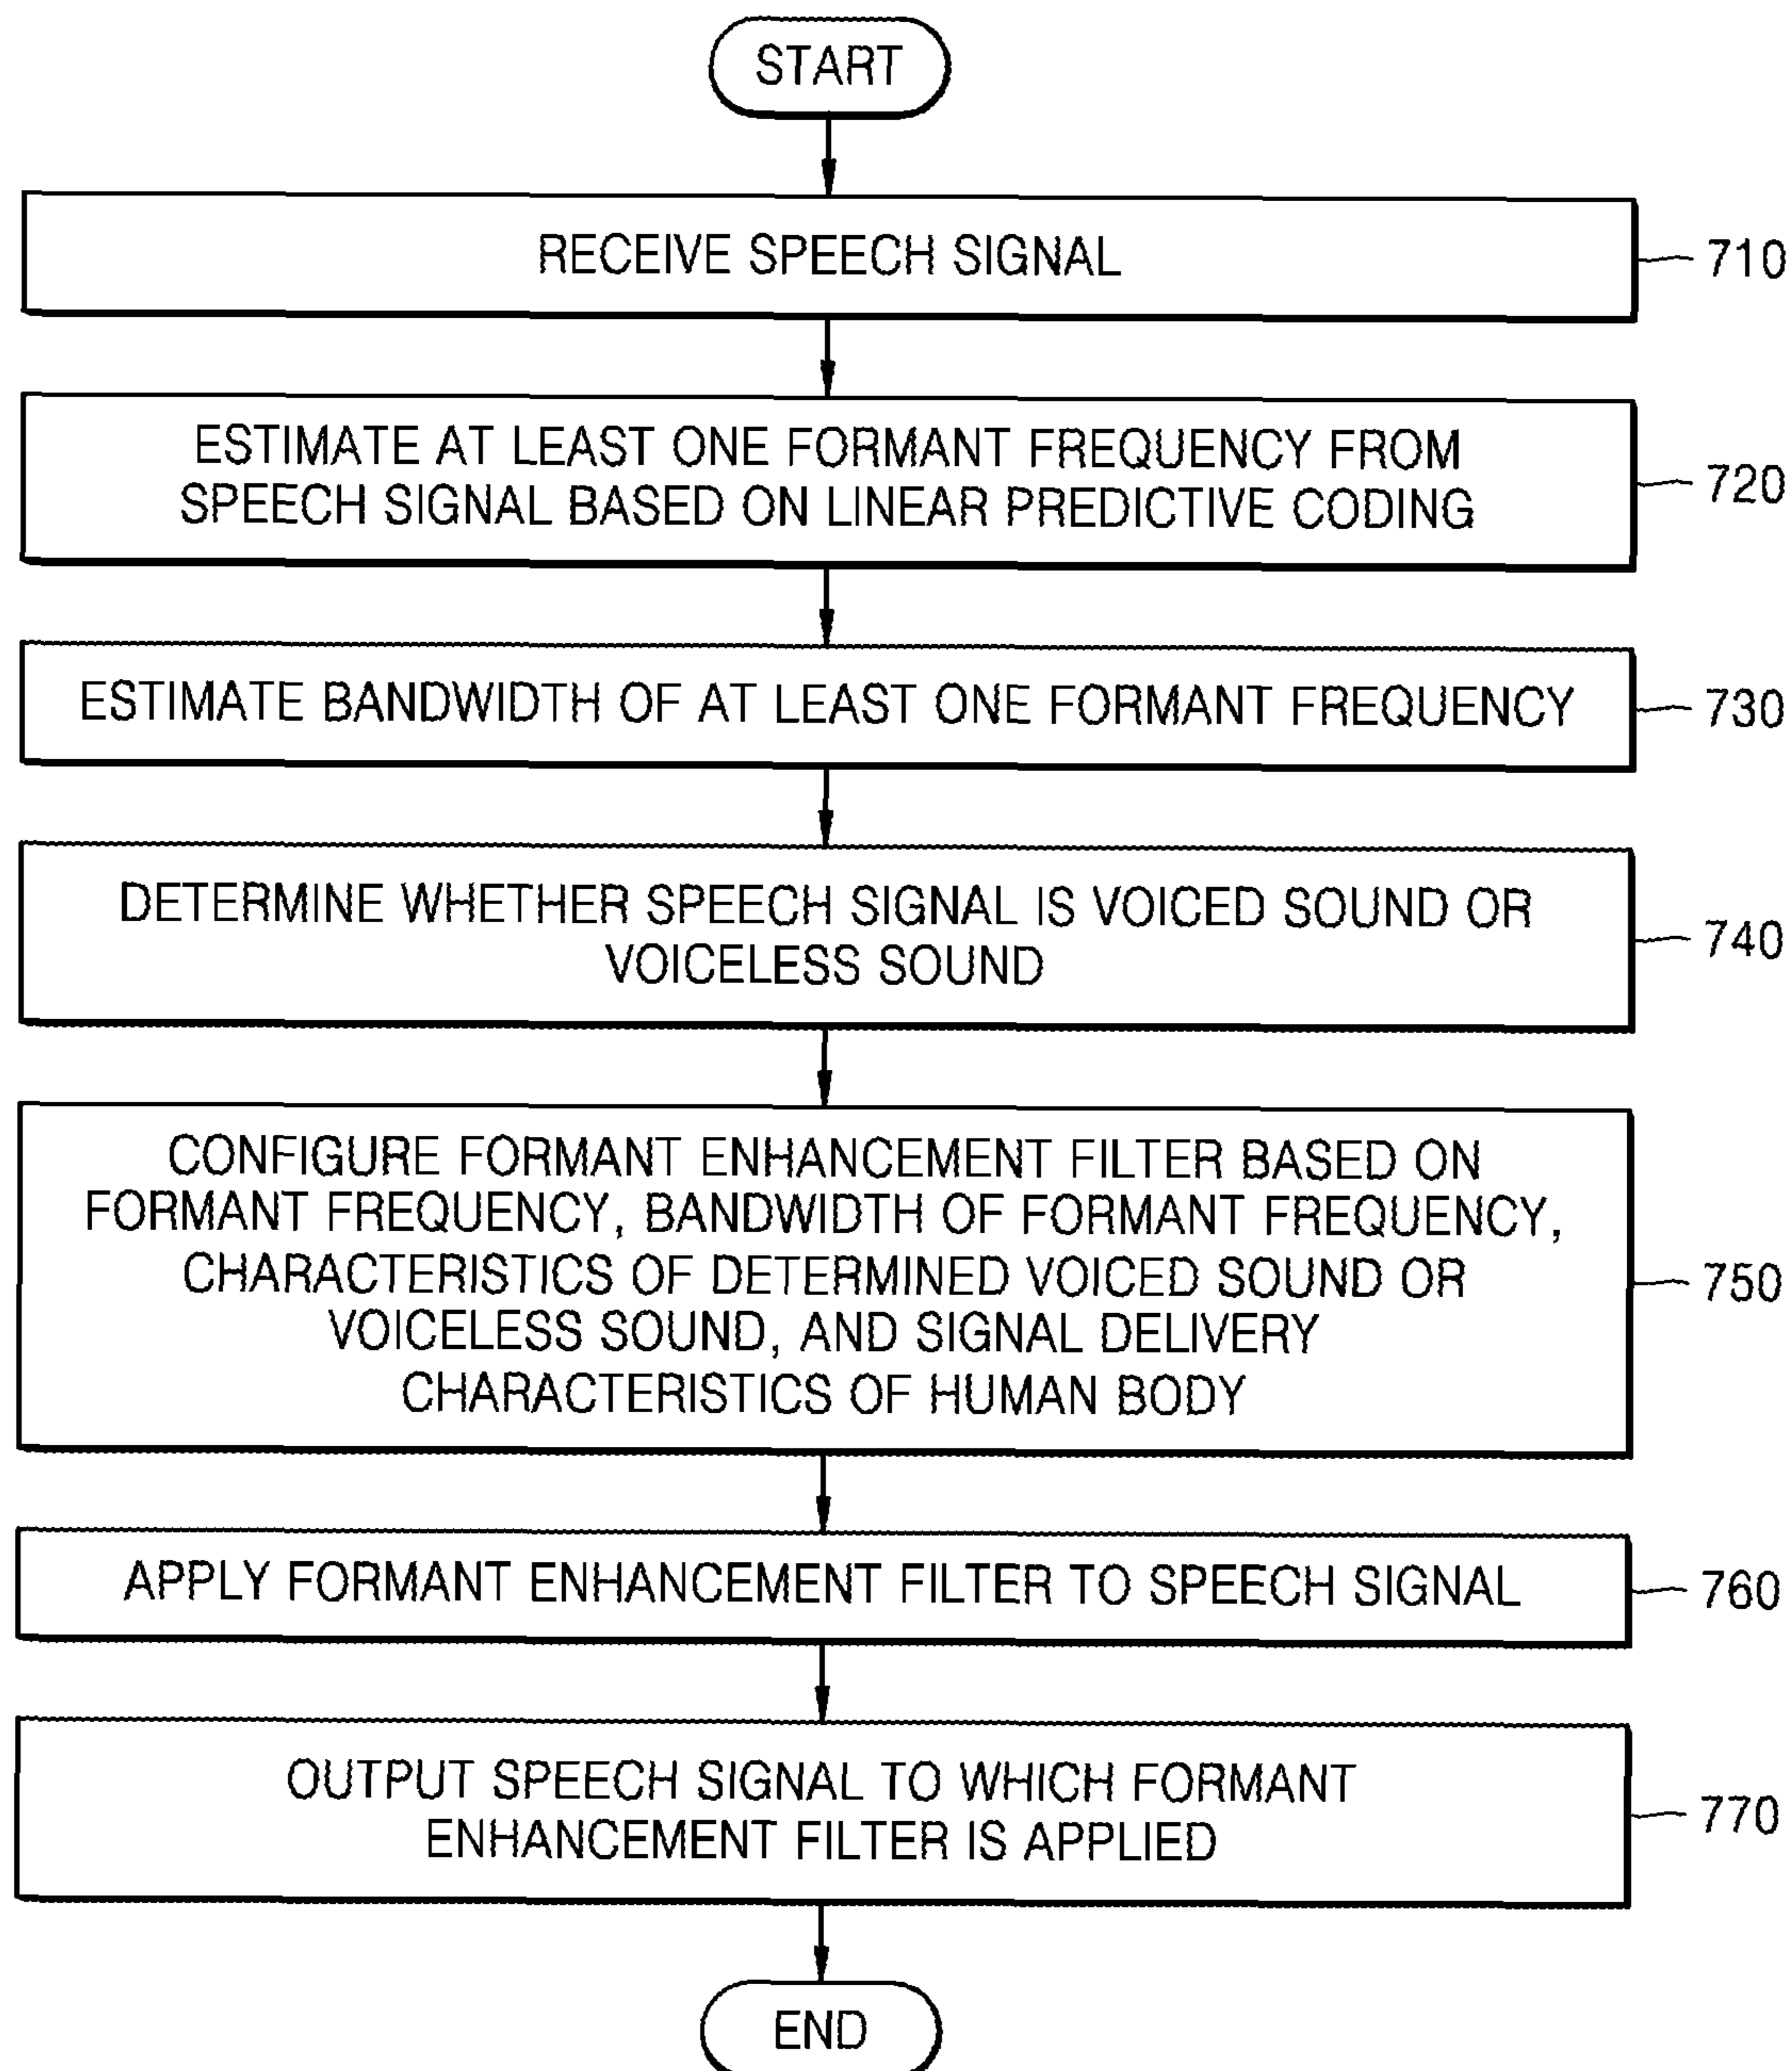 START
RECEIVE SPEECH SIGNAL
710
ESTIMATE AT LEAST ONE FORMANT FREQUENCY FROM
SPEECH SIGNAL BASED ON LINEAR PREDICTIVE CODING
720
ESTIMATE BANDWIDTH OF AT LEAST ONE FORMANT FREQUENCY
730
DETERMINE WHETHER SPEECH SIGNAL IS VOICED SOUND OR
VOICELESS SOUND
740
CONFIGURE FORMANT ENHANCEMENT FILTER BASED ON
FORMANT FREQUENCY, BANDWIDTH OF FORMANT FREQUENCY,
CHARACTERISTICS OF DETERMINED VOICED SOUND OR
VOICELESS SOUND, AND SIGNAL DELIVERY
CHARACTERISTICS OF HUMAN BODY
750
APPLY FORMANT ENHANCEMENT FILTER TO SPEECH SIGNAL
760
OUTPUT SPEECH SIGNAL TO WHICH FORMANT
ENHANCEMENT FILTER IS APPLIED
770
END